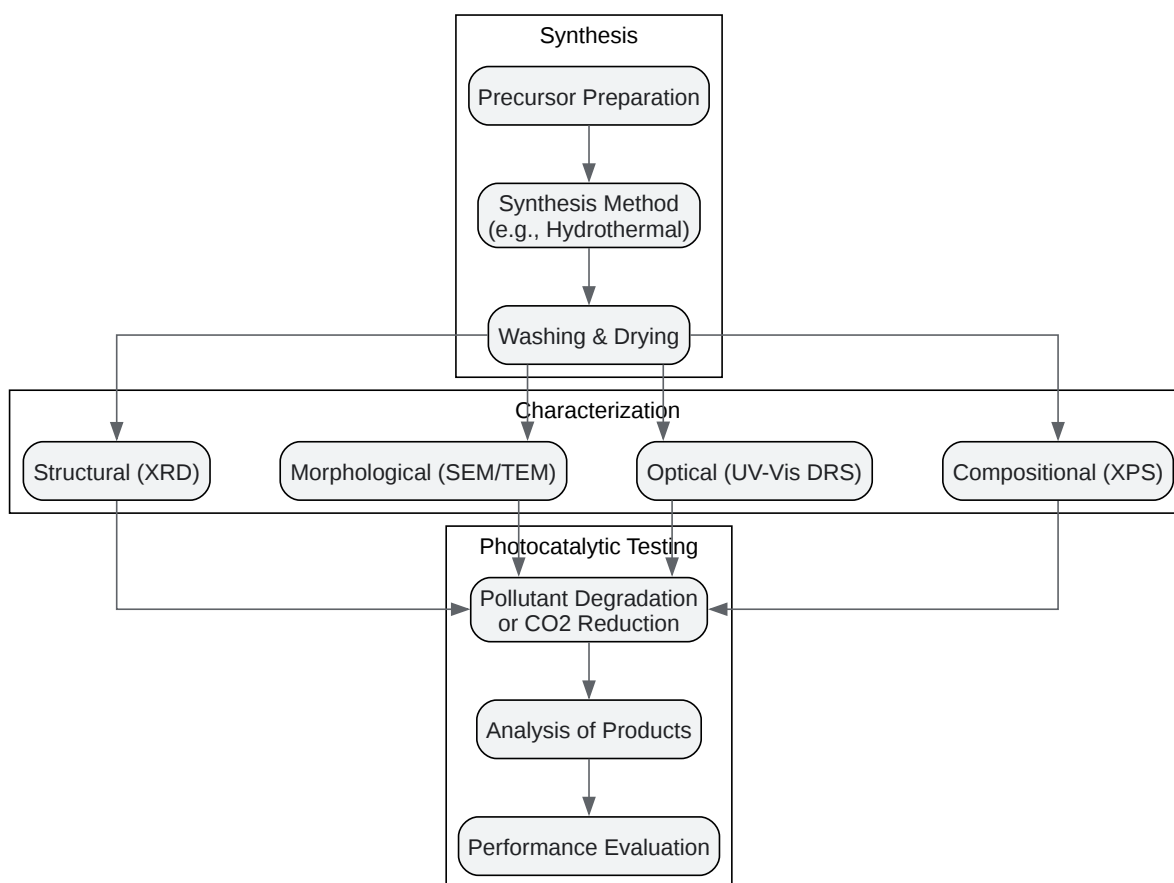 Synthesis
Precursor Preparation
Synthesis Method
(e.g., Hydrothermal)
Washing & Drying
Characterization
Structural (XRD)
Morphological (SEM/TEM)
Optical (UV-Vis DRS)
Compositional (XPS)
Photocatalytic Testing
Pollutant Degradation
or CO2 Reduction
Analysis of Products
Performance Evaluation